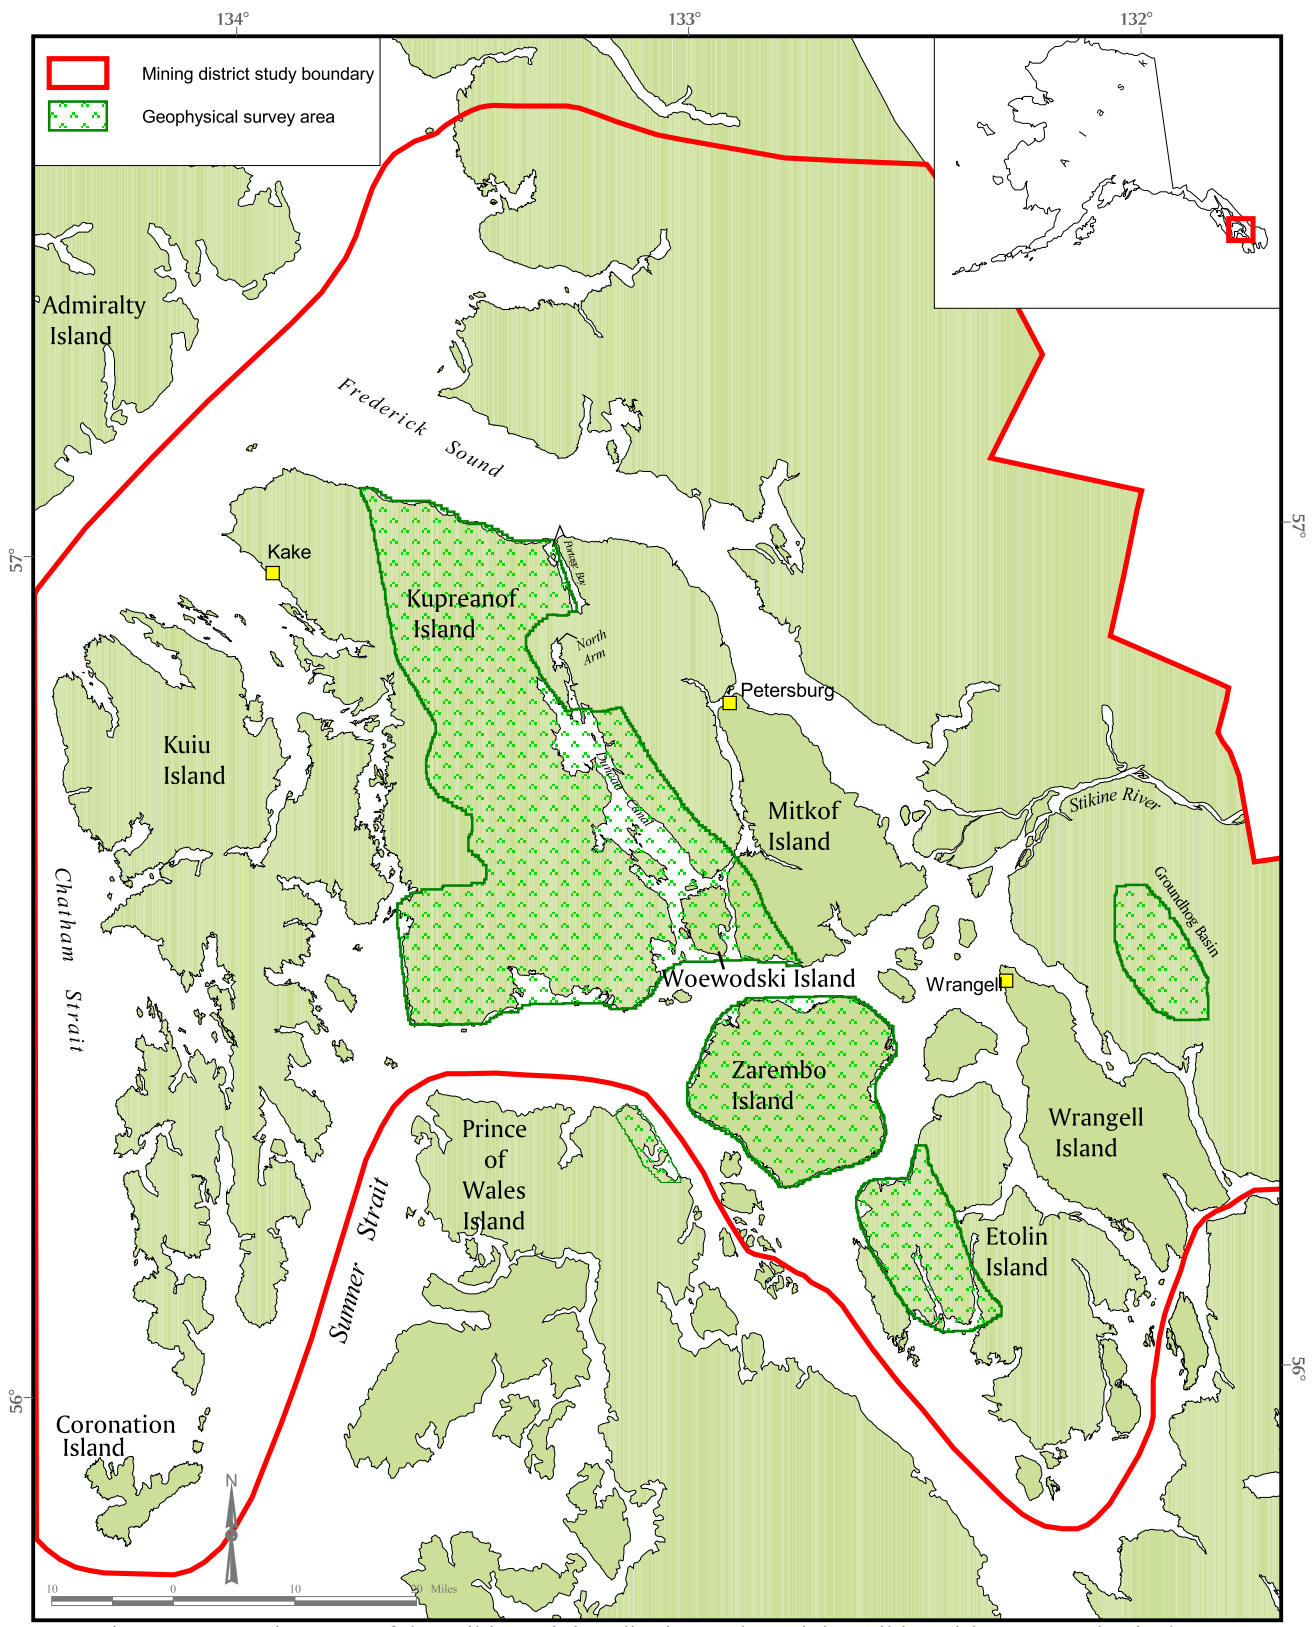 134°
133°
132°
Mining district study boundary
Geophysical survey area
Alask
Admiralty
Island
Frederick Sound
57°
57°
Kake
Portage Bay
Kupreanof
Island
North
Arm
Petersburg
Kuiu
Island
Duncan Canal
Mitkof
Island
Stikine River
Chatham Strait
Groundhog Basin
Woewodski Island
Wrangell
Zarembo
Island
Prince
of
Wales
Island
Wrangell
Island
Sumner Strait
Etolin
Island
56°
56°
Coronation
Island
N
10 0 10 20 Miles